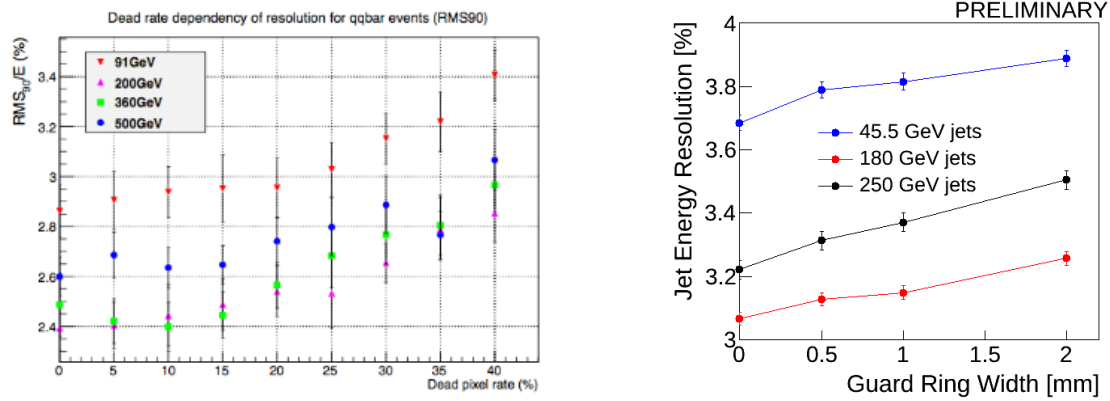 Dead rate dependency of resolution for qqbar events (RMS90)
RMS90/E (%)
3.4
3.2
3
2.8
2.6
2.4
91GeV
200GeV
360GeV
500GeV
0 5 10 15 20 25 30 35 40
Dead pixel rate (%)
PRELIMINARY
Jet Energy Resolution [%]
4
3.8
3.6
3.4
3.2
3
45.5 GeV jets
180 GeV jets
250 GeV jets
0 0.5 1 1.5 2
Guard Ring Width [mm]